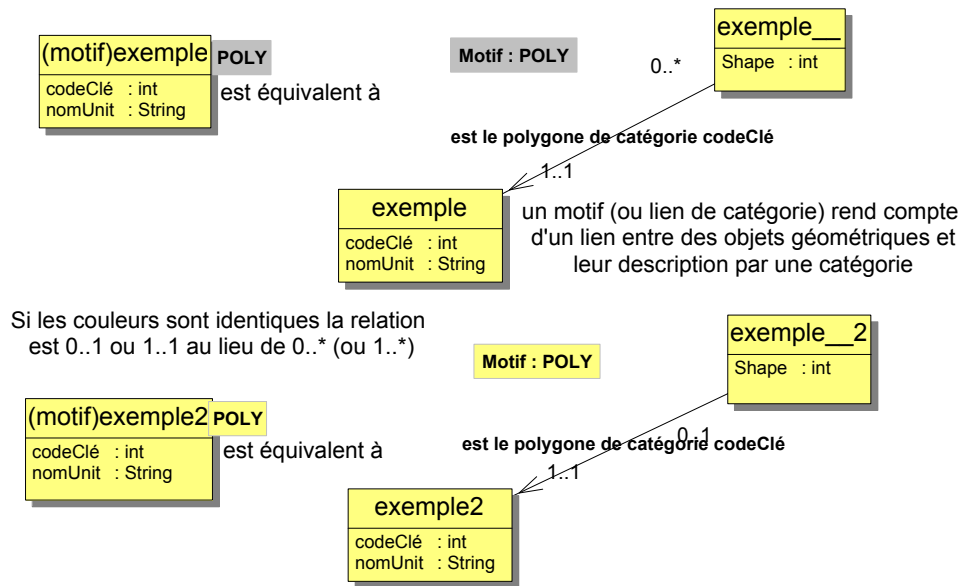 (motif)exemple
POLY
codeClé : int
nomUnit : String
est équivalent à
Motif : POLY
exemple__
Shape : int
0..*
est le polygone de catégorie codeClé
1..1
exemple
codeClé : int
nomUnit : String
un motif (ou lien de catégorie) rend compte
d'un lien entre des objets géométriques et
leur description par une catégorie
Si les couleurs sont identiques la relation
est 0..1 ou 1..1 au lieu de 0..* (ou 1..*)
Motif : POLY
exemple__2
Shape : int
(motif)exemple2
POLY
codeClé : int
nomUnit : String
est équivalent à
0..1
est le polygone de catégorie codeClé
1..1
exemple2
codeClé : int
nomUnit : String